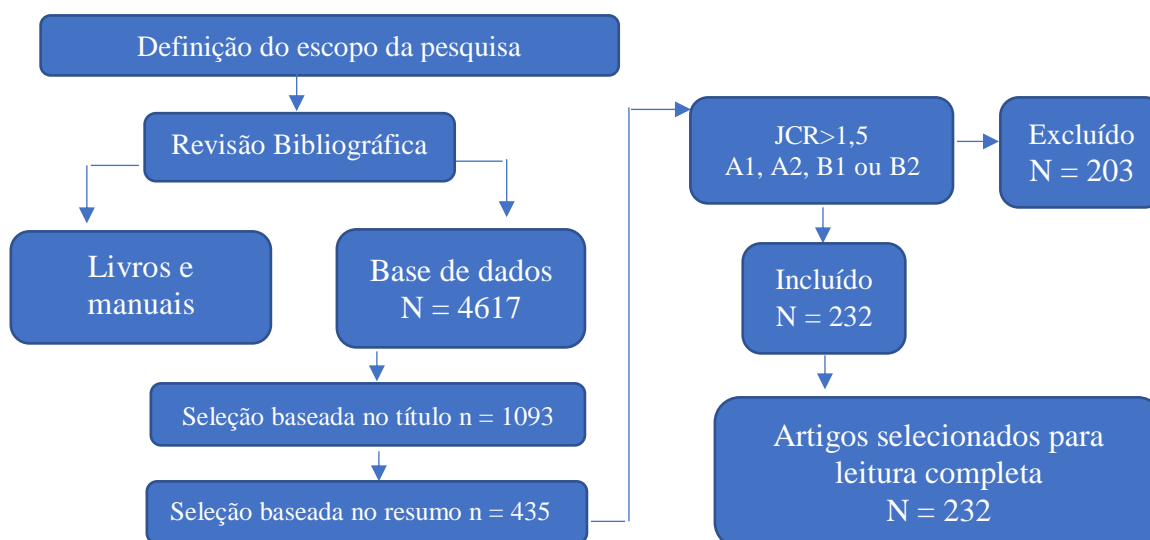 Definição do escopo da pesquisa
Revisão Bibliográfica
Livros e
manuais
Base de dados
N = 4617
Seleção baseada no título n = 1093
Seleção baseada no resumo n = 435
JCR>1,5
A1, A2, B1 ou B2
Excluído
N = 203
Incluído
N = 232
Artigos selecionados para
leitura completa
N = 232